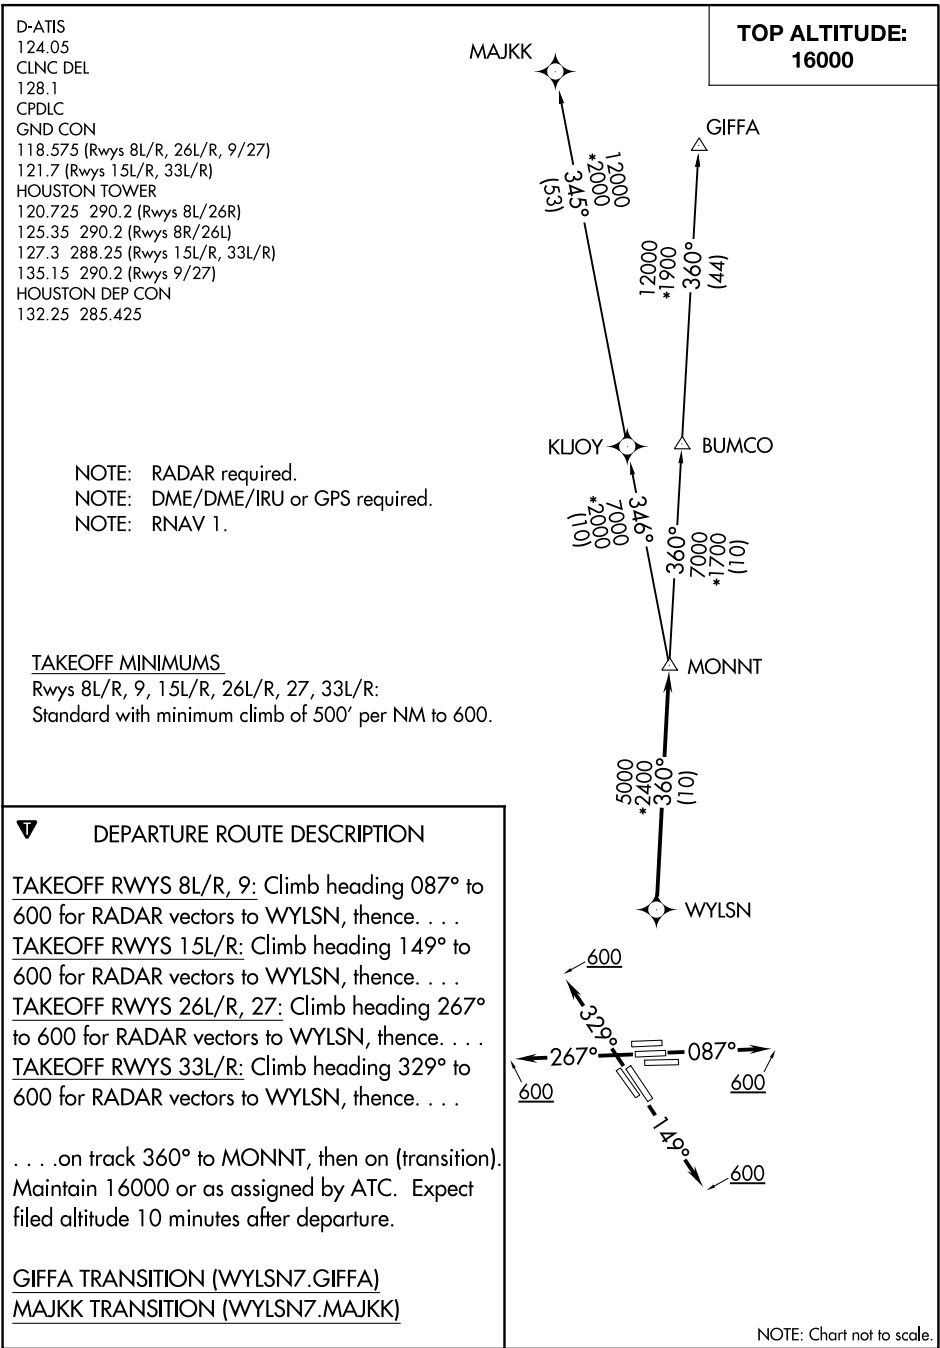 D-ATIS
124.05
CLNC DEL
128.1
CPDLC
GND CON
118.575 (Rwys 8L/R, 26L/R, 9/27)
121.7 (Rwys 15L/R, 33L/R)
HOUSTON TOWER
120.725 290.2 (Rwys 8L/26R)
125.35 290.2 (Rwys 8R/26L)
127.3 288.25 (Rwys 15L/R, 33L/R)
135.15 290.2 (Rwys 9/27)
HOUSTON DEP CON
132.25 285.425
TOP ALTITUDE:
16000
MAJKK
GIFFA
12000
*2000
345°
(53)
12000
*1900
360°
(44)
KLJOY
BUMCO
NOTE: RADAR required.
NOTE: DME/DME/IRU or GPS required.
NOTE: RNAV 1.
346°
7000
*2000
(10)
360°
7000
*1700
(10)
TAKEOFF MINIMUMS
Rwys 8L/R, 9, 15L/R, 26L/R, 27, 33L/R:
Standard with minimum climb of 500' per NM to 600.
MONNT
5000
*2400
360°
(10)
WYLSN
600
329°
267°
087°
600
600
149°
600
T
DEPARTURE ROUTE DESCRIPTION
TAKEOFF RWYS 8L/R, 9: Climb heading 087° to
600 for RADAR vectors to WYLSN, thence. . . .
TAKEOFF RWYS 15L/R: Climb heading 149° to
600 for RADAR vectors to WYLSN, thence. . . .
TAKEOFF RWYS 26L/R, 27: Climb heading 267°
to 600 for RADAR vectors to WYLSN, thence. . . .
TAKEOFF RWYS 33L/R: Climb heading 329° to
600 for RADAR vectors to WYLSN, thence. . . .
. . . .on track 360° to MONNT, then on (transition).
Maintain 16000 or as assigned by ATC. Expect
filed altitude 10 minutes after departure.
GIFFA TRANSITION (WYLSN7.GIFFA)
MAJKK TRANSITION (WYLSN7.MAJKK)
NOTE: Chart not to scale.